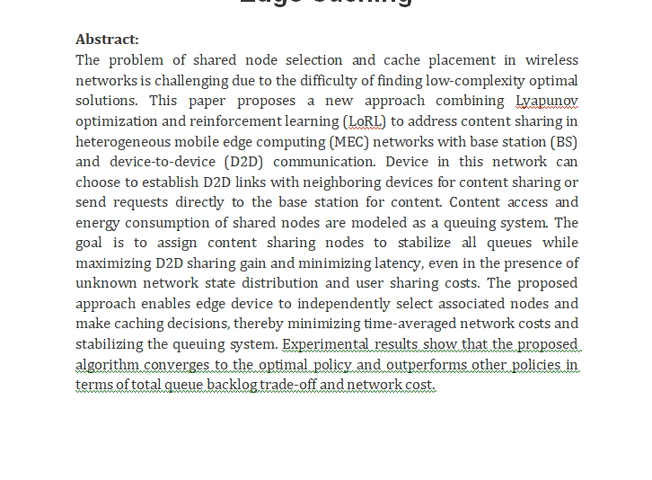 Edge Caching
Abstract:
The problem of shared node selection and cache placement in wireless
networks is challenging due to the difficulty of finding low-complexity optimal
solutions. This paper proposes a new approach combining Lyapunov
optimization and reinforcement learning (LoRL) to address content sharing in
heterogeneous mobile edge computing (MEC) networks with base station (BS)
and device-to-device (D2D) communication. Device in this network can
choose to establish D2D links with neighboring devices for content sharing or
send requests directly to the base station for content. Content access and
energy consumption of shared nodes are modeled as a queuing system. The
goal is to assign content sharing nodes to stabilize all queues while
maximizing D2D sharing gain and minimizing latency, even in the presence of
unknown network state distribution and user sharing costs. The proposed
approach enables edge device to independently select associated nodes and
make caching decisions, thereby minimizing time-averaged network costs and
stabilizing the queuing system. Experimental results show that the proposed
algorithm converges to the optimal policy and outperforms other policies in
terms of total queue backlog trade-off and network cost.